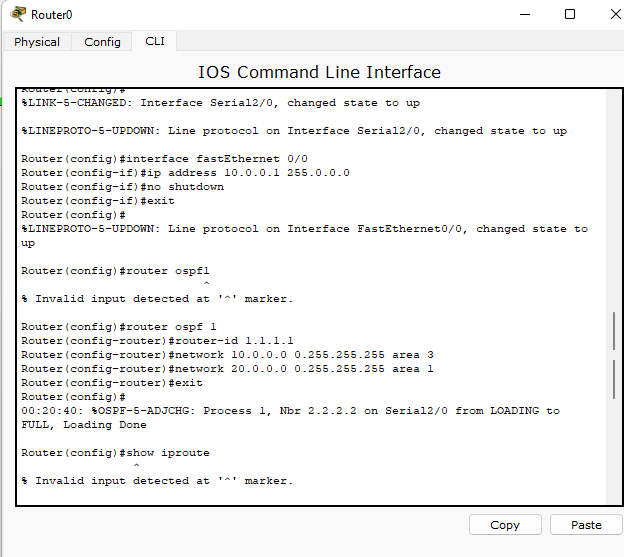 Router0
Physical Config CLI
IOS Command Line Interface
Router(config)#
%LINK-5-CHANGED: Interface Serial2/0, changed state to up
%LINEPROTO-5-UPDOWN: Line protocol on Interface Serial2/0, changed state to up
Router(config)#interface fastEthernet 0/0
Router(config-if)#ip address 10.0.0.1 255.0.0.0
Router(config-if)#no shutdown
Router(config-if)#exit
Router(config)#
%LINEPROTO-5-UPDOWN: Line protocol on Interface FastEthernet0/0, changed state to
up
Router(config)#router ospf1
^
% Invalid input detected at '^' marker.
Router(config)#router ospf 1
Router(config-router)#router-id 1.1.1.1
Router(config-router)#network 10.0.0.0 0.255.255.255 area 3
Router(config-router)#network 20.0.0.0 0.255.255.255 area 1
Router(config-router)#exit
Router(config)#
00:20:40: %OSPF-5-ADJCHG: Process 1, Nbr 2.2.2.2 on Serial2/0 from LOADING to
FULL, Loading Done
Router(config)#show iproute
^
% Invalid input detected at '^' marker.
Copy Paste